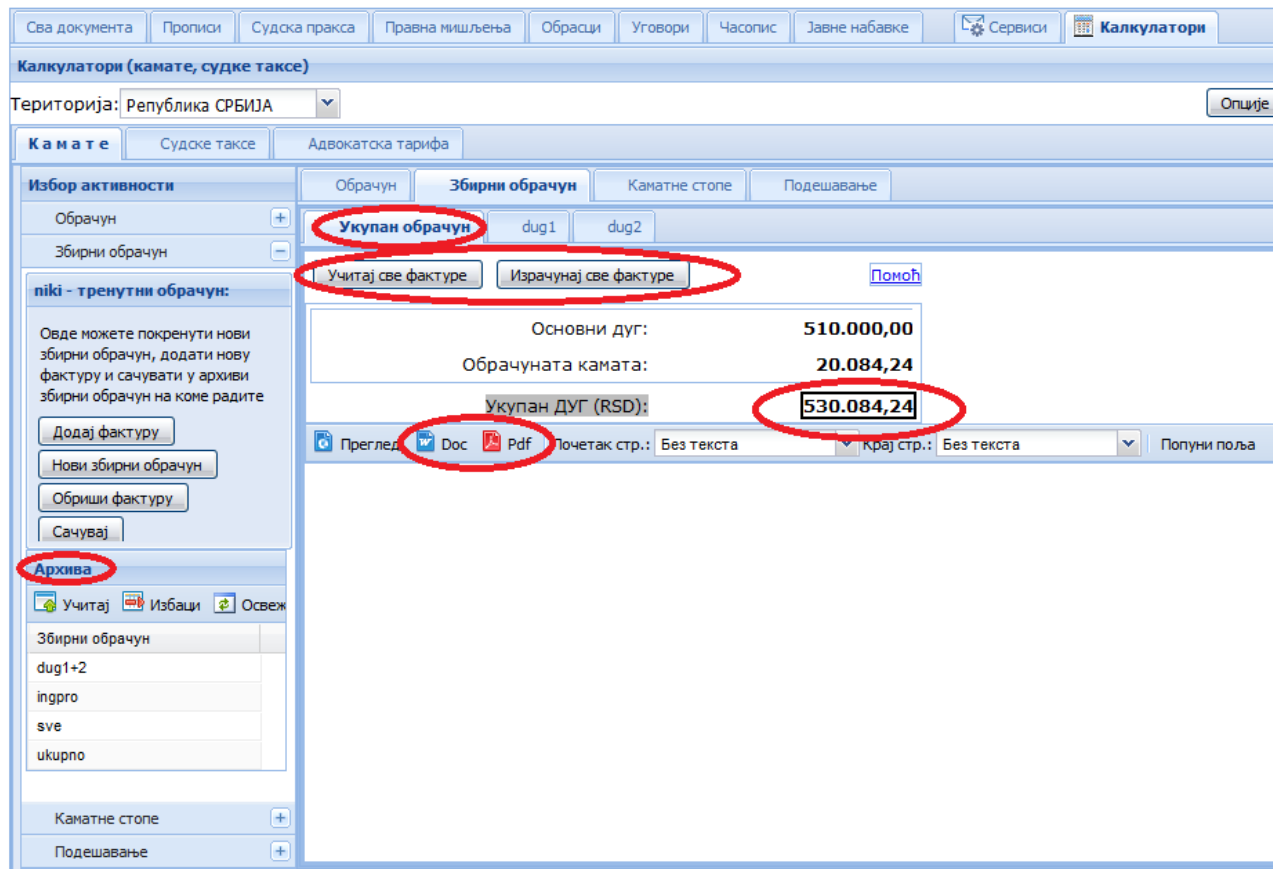 Сва документа Прописи Судска пракса Правна мишљења Обрасци Уговори Часопис Јавне набавке Сервиси Калкулатори
Калкулатори (камате, судке таксе)
Територија: Република СРБИЈА Опције
Камате Судске таксе Адвокатска тарифа
Избор активности
Обрачун
Збирни обрачун
niki - тренутни обрачун:
Овде можете покренути нови
збирни обрачун, додати нову
фактуру и сачувати у архиви
збирни обрачун на коме радите
Додај фактуру
Нови збирни обрачун
Обриши фактуру
Сачувај
Архива
Учитај Избаци Освеж
Збирни обрачун
dug1+2
ingpro
sve
ukupno
Каматне стопе
Подешавање
Обрачун Збирни обрачун Каматне стопе Подешавање
Укупан обрачун dug1 dug2
Учитај све фактуре Израчунај све фактуре Помоћ
Основни дуг: 510.000,00
Обрачуната камата: 20.084,24
Укупан ДУГ (RSD): 530.084,24
Преглед Doc Pdf Почетак стр.: Без текста Крај стр.: Без текста Попуни поља